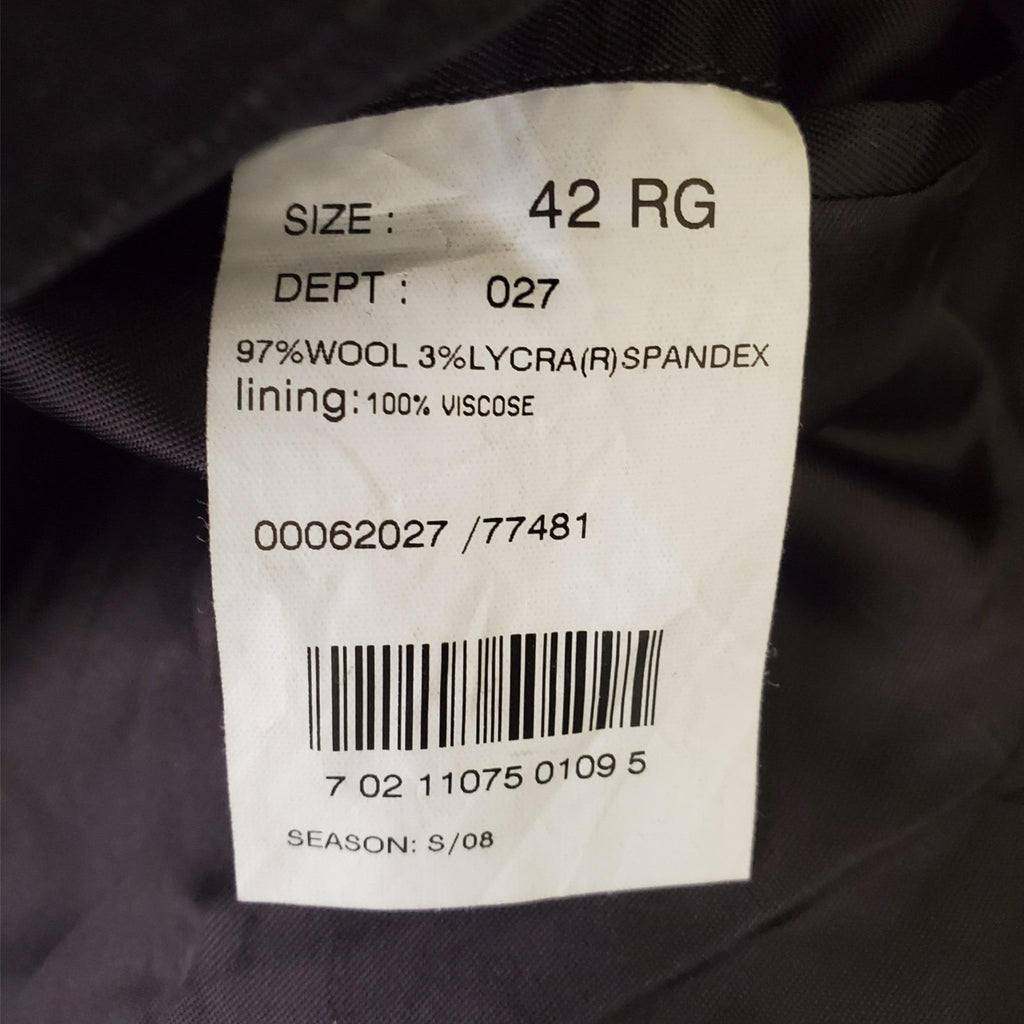 SIZE : 42 RG
DEPT : 027
97%WOOL 3%LYCRA(R)SPANDEX
lining: 100% VISCOSE
00062027 /77481
7 02 11075 0109 5
SEASON: S/08